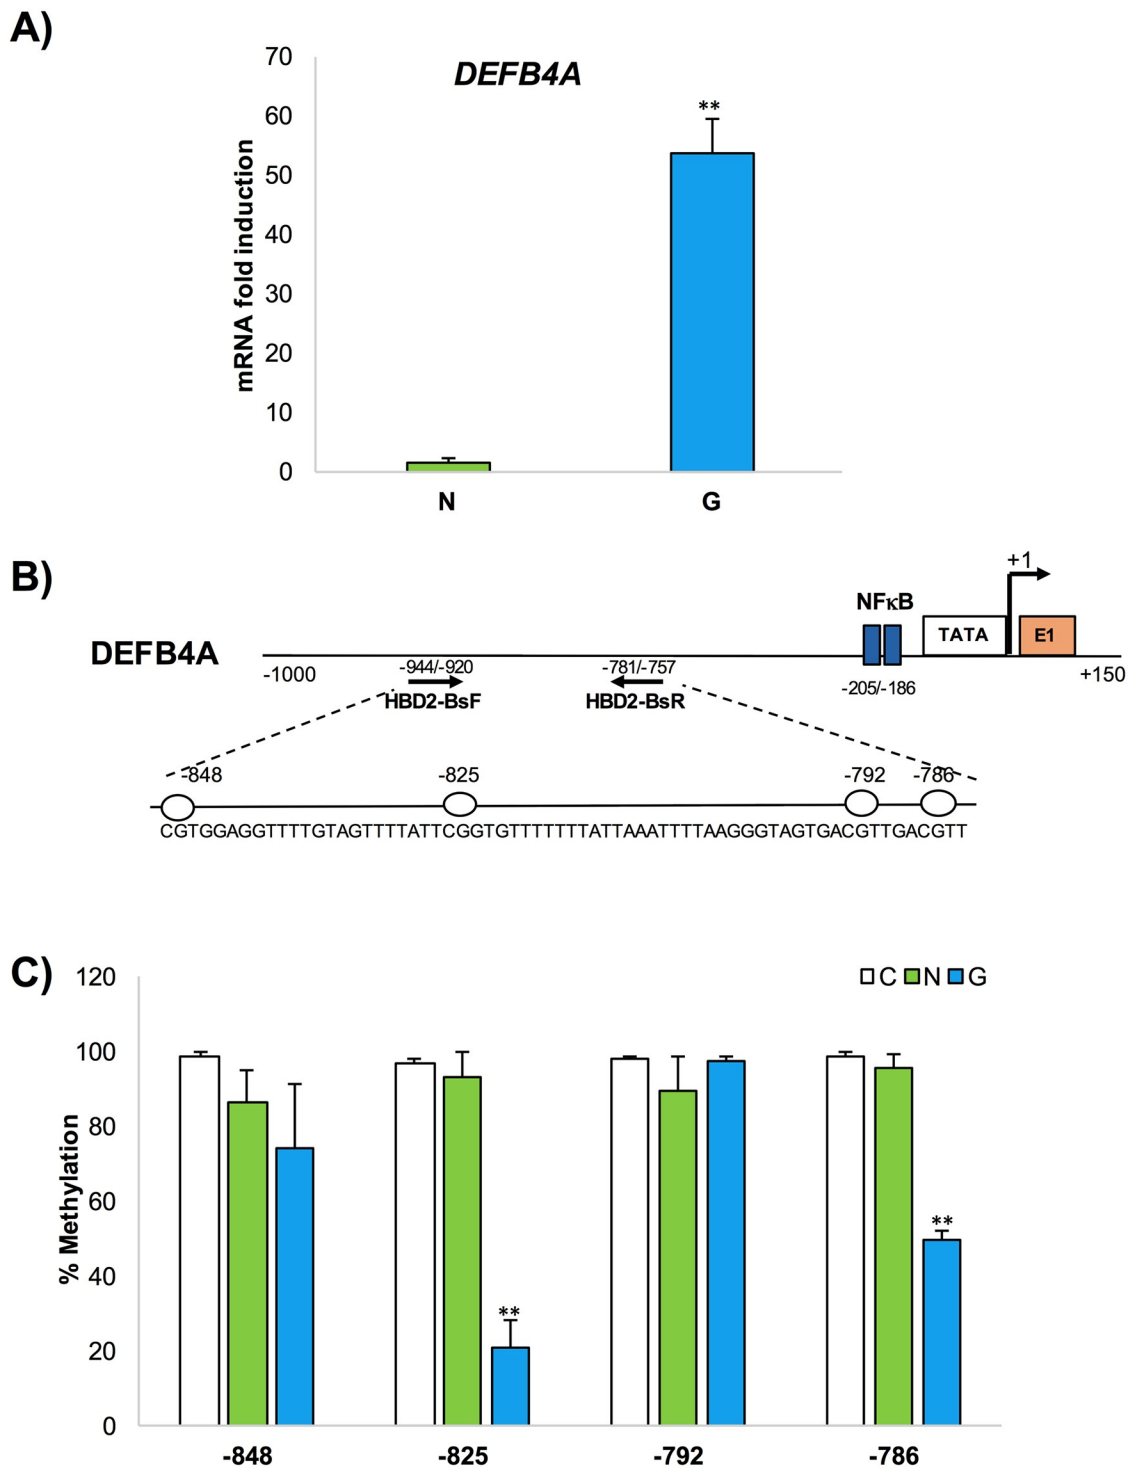 A)
DEFB4A
70
60
50
40
30
20
10
0
mRNA fold induction
**
N
G
B)
DEFB4A
-1000
-944/-920
HBD2-BsF
-781/-757
HBD2-BsR
NFκB
-205/-186
TATA
+1
E1
+150
-848
-825
-792
-786
CGTGGAGGTTTTGTAGTTTTATTCGGTGTTTTTTTATTAAATTTTAAGGGTAGTGACGTTGACGTT
C)
C N G
120
100
80
60
40
20
0
% Methylation
**
**
-848
-825
-792
-786